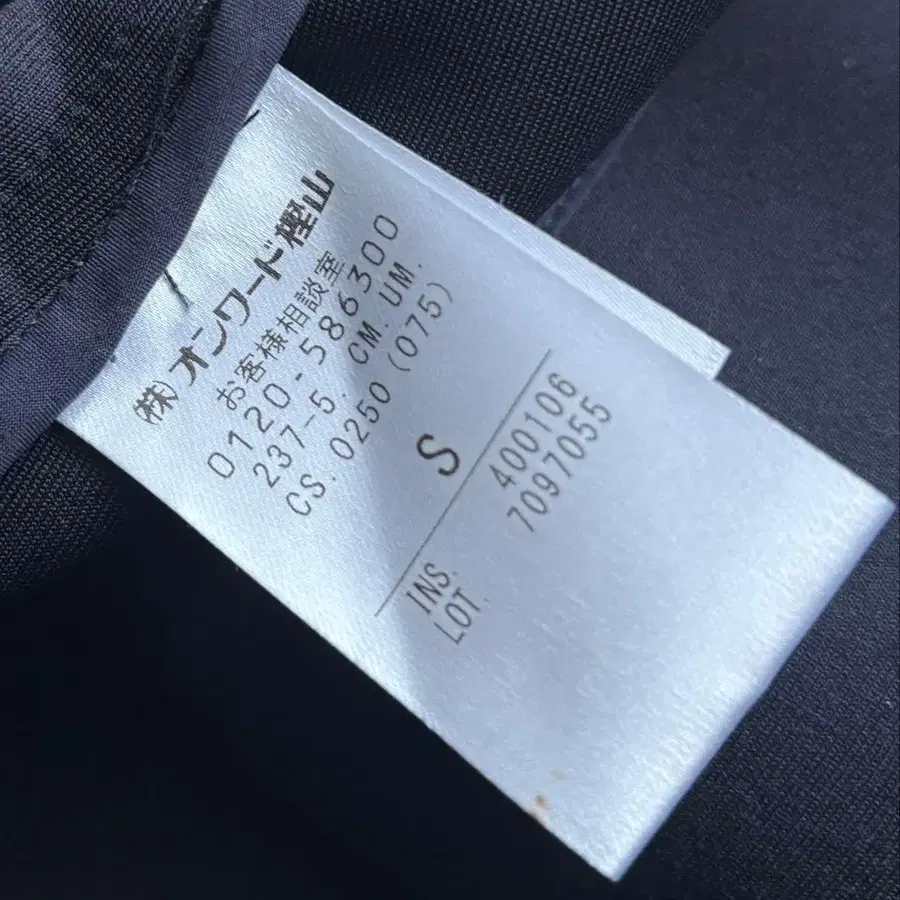 ㈱オンワード樫山
お客様相談室
0120-586300
237-5. CM. UM.
CS. 0250 (075)
S
INS. 400106
LOT. 7097055